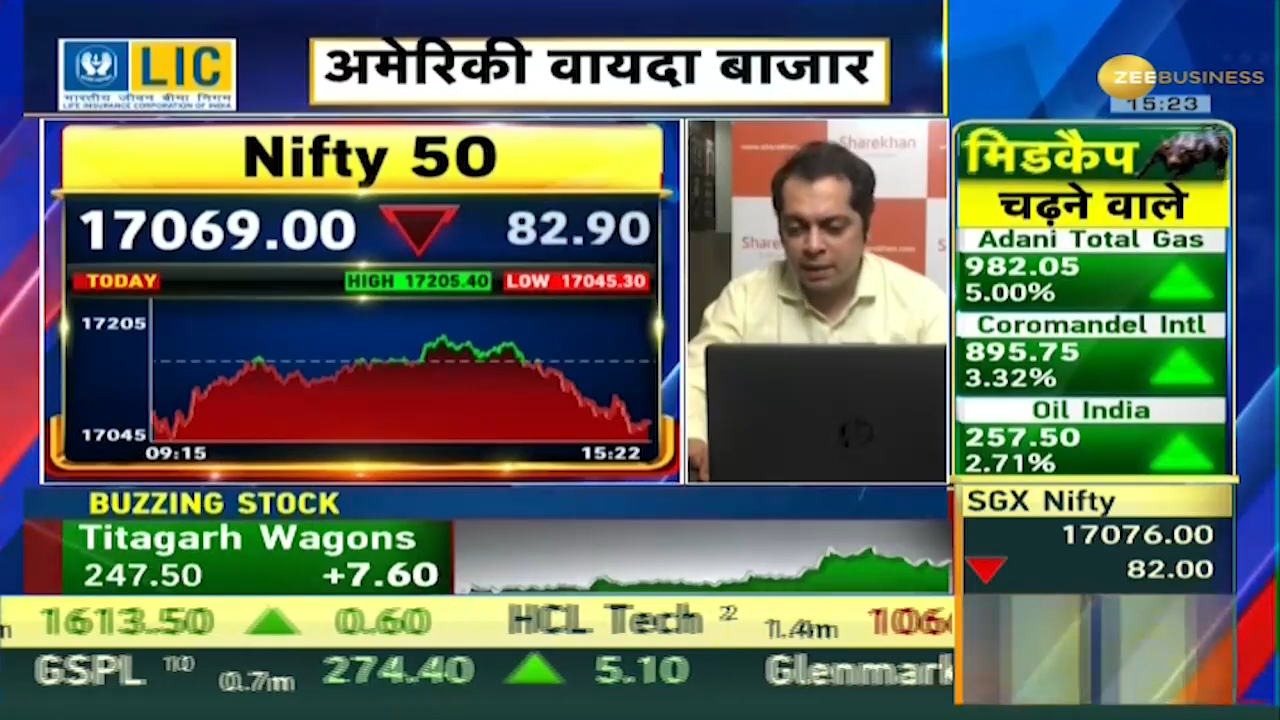 LIC
भारतीय जीवन बीमा निगम
LIFE INSURANCE CORPORATION OF INDIA
अमेरिकी वायदा बाजार
ZEEBUSINESS
15:23
Nifty 50
17069.00 82.90
TODAY HIGH 17205.40 LOW 17045.30
17205
17045
09:15 15:22
Sharekhan
मिडकैप
चढ़ने वाले
Adani Total Gas
982.05
5.00%
Coromandel Intl
895.75
3.32%
Oil India
257.50
2.71%
SGX Nifty
17076.00
82.00
BUZZING STOCK
Titagarh Wagons
247.50 +7.60
1613.50 0.60 HCL Tech 1.4m
GSPL 0.7m 274.40 5.10 Glenmark